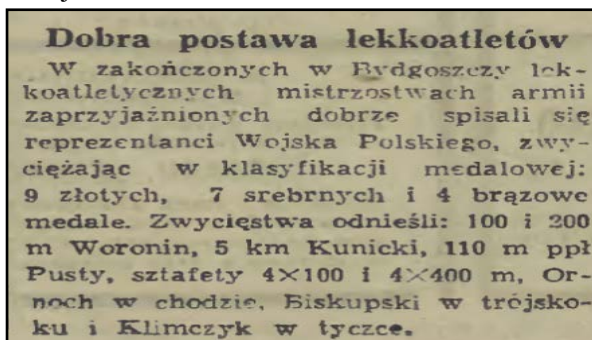 Dobra postawa lekkoatletów
W zakończonych w Bydgoszczy lek-
koatletycznych mistrzostwach armii
zaprzyjaźnionych dobrze spisali się
reprezentanci Wojska Polskiego, zwy-
ciężając w klasyfikacji medalowej:
9 złotych, 7 srebrnych i 4 brązowe
medale. Zwycięstwa odnieśli: 100 i 200
m Woronin, 5 km Kunicki, 110 m ppł
Pusty, sztafety 4×100 i 4×400 m, Or-
noch w chodzie, Biskupski w trójsko-
ku i Klimczyk w tyczce.